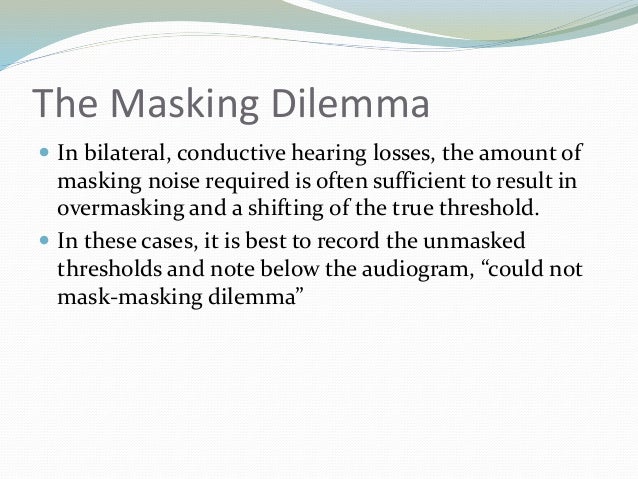 The Masking Dilemma
• In bilateral, conductive hearing losses, the amount of
masking noise required is often sufficient to result in
overmasking and a shifting of the true threshold.
• In these cases, it is best to record the unmasked
thresholds and note below the audiogram, “could not
mask-masking dilemma”